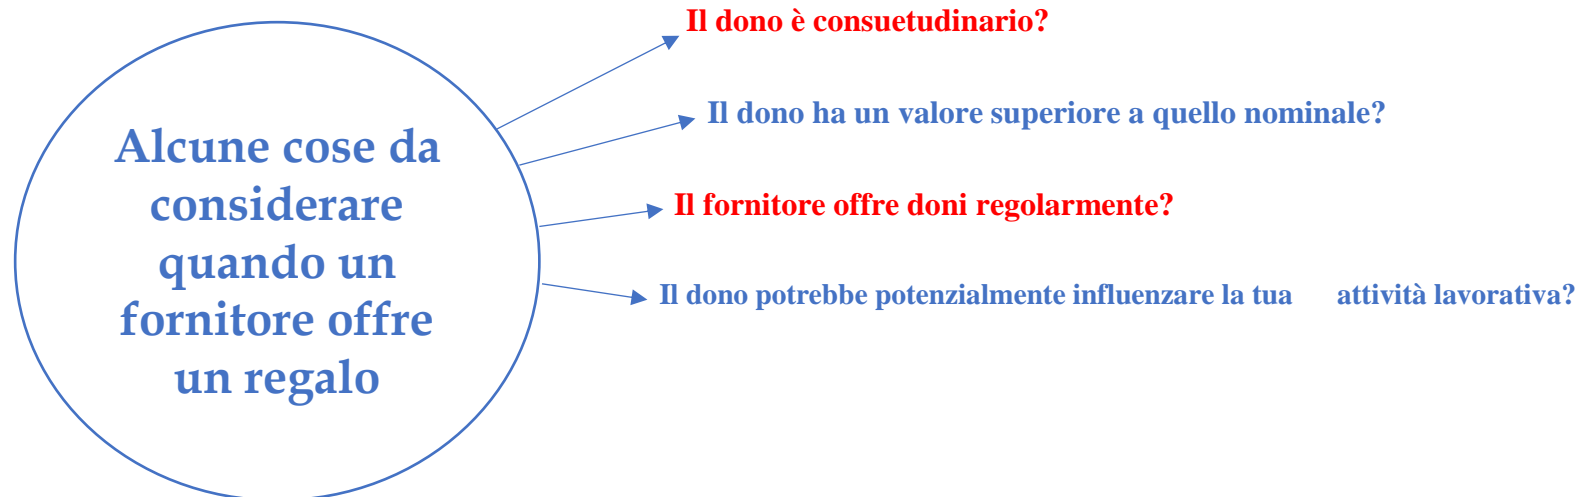 Alcune cose da
considerare
quando un
fornitore offre
un regalo
Il dono è consuetudinario?
Il dono ha un valore superiore a quello nominale?
Il fornitore offre doni regolarmente?
Il dono potrebbe potenzialmente influenzare la tua attività lavorativa?